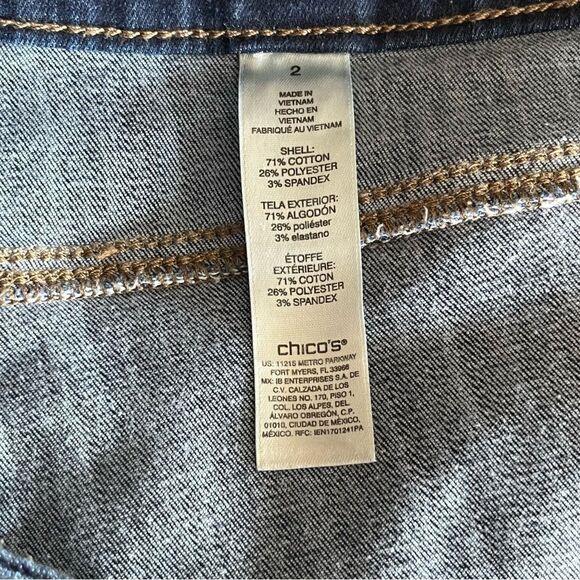 2
MADE IN
VIETNAM
HECHO EN
VIETNAM
FABRIQUÉ AU VIETNAM
SHELL:
71% COTTON
26% POLYESTER
3% SPANDEX
TELA EXTERIOR:
71% ALGODÓN
26% poliéster
3% elastano
ÉTOFFE
EXTÉRIEURE:
71% COTON
26% POLYESTER
3% SPANDEX
chico's®
US: 11215 METRO PARKWAY
FORT MYERS, FL 33966
MX: IB ENTERPRISES S.A. DE
C.V. CALZADA DE LOS
LEONES NO. 170, PISO 1,
COL. LOS ALPES. DEL.
ÁLVARO OBREGÓN, C.P.
01010, CIUDAD DE MÉXICO,
MÉXICO. RFC: IEN1701241PA